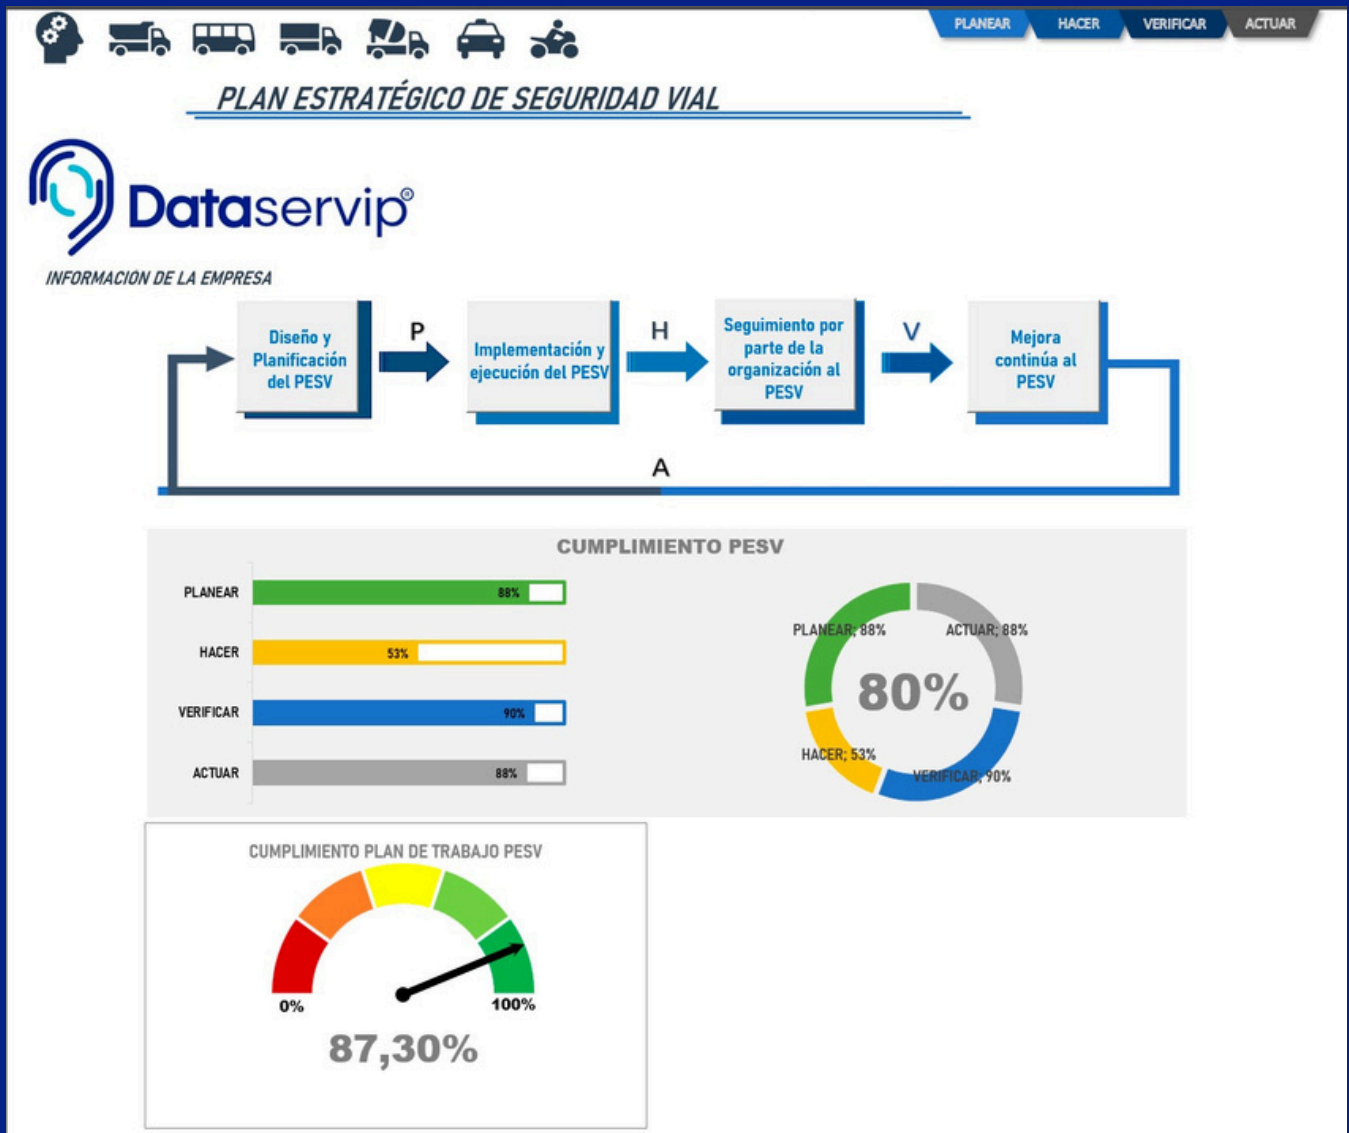 PLANEAR HACER VERIFICAR ACTUAR
PLAN ESTRATÉGICO DE SEGURIDAD VIAL
Dataservip®
INFORMACION DE LA EMPRESA
Diseño y
Planificación
del PESV
P
Implementación y
ejecución del PESV
H
Seguimiento por
parte de la
organización al
PESV
V
Mejora
continúa al
PESV
A
CUMPLIMIENTO PESV
PLANEAR 88%
HACER 53%
VERIFICAR 90%
ACTUAR 88%
PLANEAR; 88%
ACTUAR; 88%
80%
HACER; 53%
VERIFICAR; 90%
CUMPLIMIENTO PLAN DE TRABAJO PESV
0%
100%
87,30%